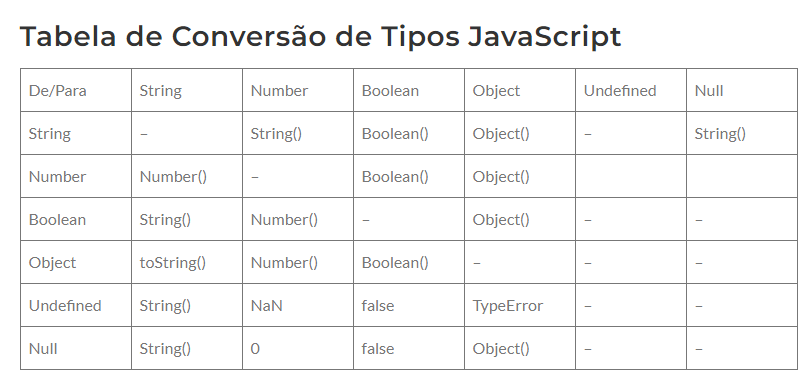 Tabela de Conversão de Tipos JavaScript
De/Para String Number Boolean Object Undefined Null
String – String() Boolean() Object() – String()
Number Number() – Boolean() Object()
Boolean String() Number() – Object() – –
Object toString() Number() Boolean() – – –
Undefined String() NaN false TypeError – –
Null String() 0 false Object() – –